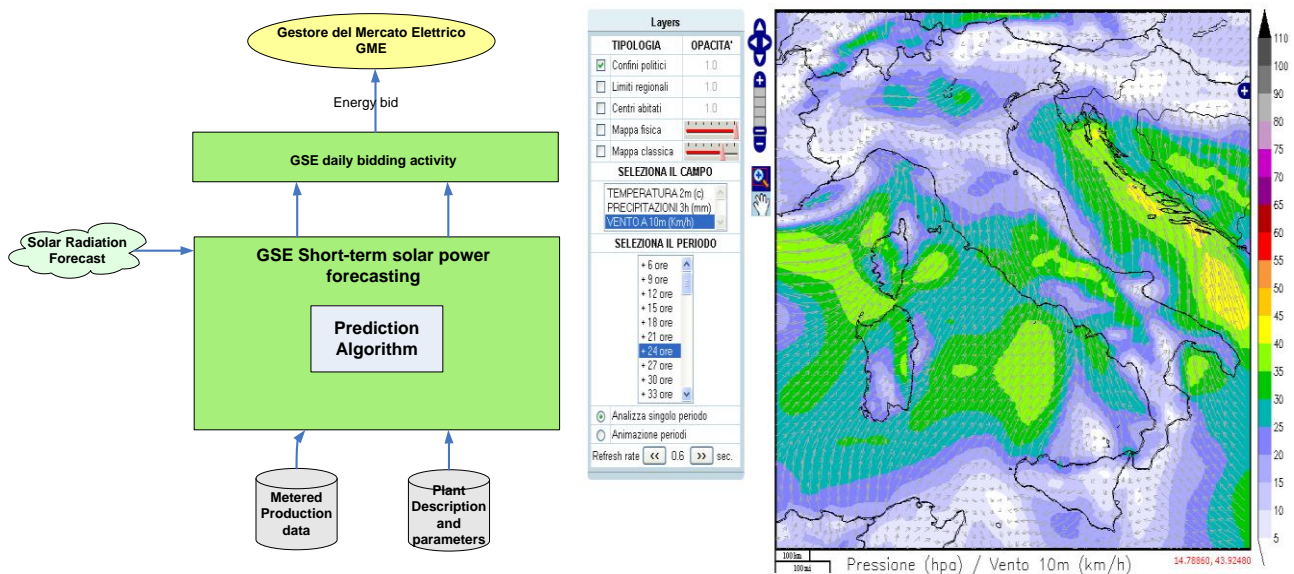 Gestore del Mercato Elettrico
GME
Energy bid
GSE daily bidding activity
Solar Radiation
Forecast
GSE Short-term solar power
forecasting
Prediction
Algorithm
Metered
Production
data
Plant
Description
and
parameters
Layers
TIPOLOGIA OPACITA'
Confini politici 1.0
Limiti regionali 1.0
Centri abitati 1.0
Mappa fisica
Mappa classica
SELEZIONA IL CAMPO
TEMPERATURA 2m (c)
PRECIPITAZIONI 3h (mm)
VENTO A 10m (Km/h)
SELEZIONA IL PERIODO
+ 6 ore
+ 9 ore
+ 12 ore
+ 15 ore
+ 18 ore
+ 21 ore
+ 24 ore
+ 27 ore
+ 30 ore
+ 33 ore
Analizza singolo periodo
Animazione periodi
Refresh rate << 0.6 >> sec.
110
100
90
80
75
70
65
60
55
50
45
40
35
30
25
20
15
10
5
100 km
100 mi
Pressione (hpa) / Vento 10m (km/h)
14.78860, 43.92480